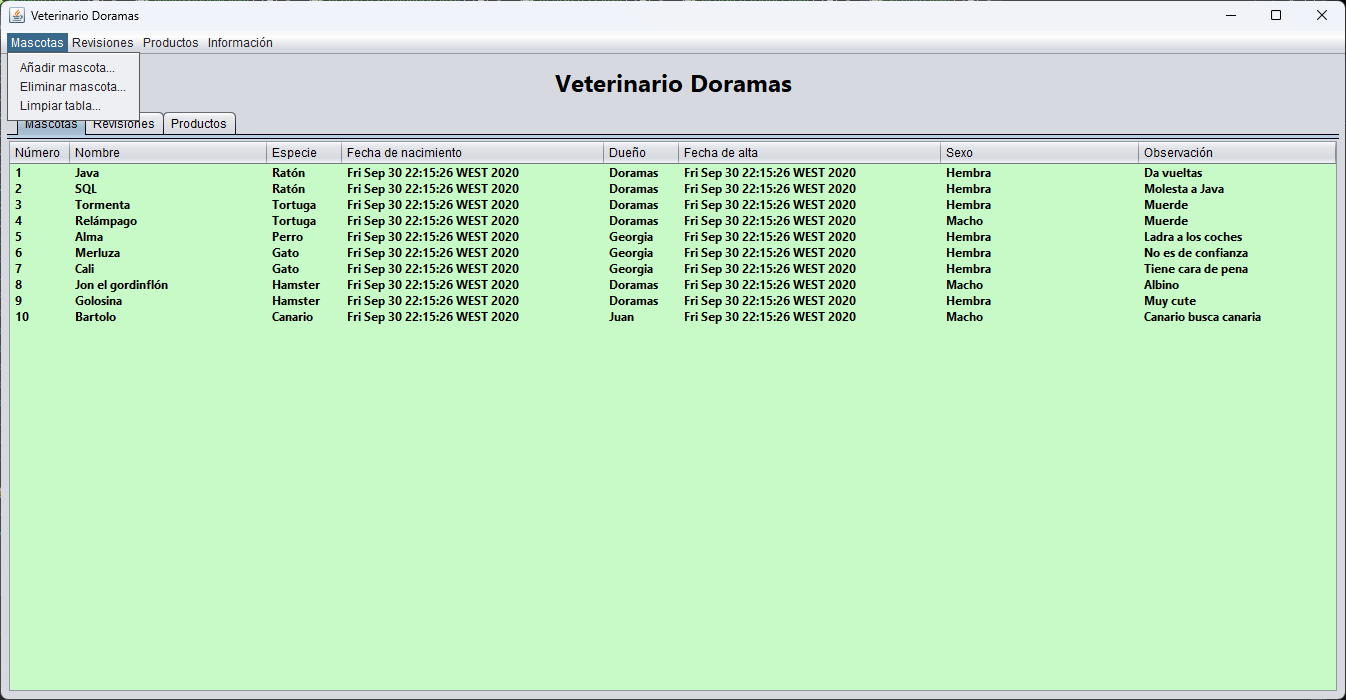 Veterinario Doramas
Mascotas Revisiones Productos Información
Añadir mascota...
Eliminar mascota...
Limpiar tabla...
Veterinario Doramas
Mascotas Revisiones Productos
Número Nombre Especie Fecha de nacimiento Dueño Fecha de alta Sexo Observación
1 Java Ratón Fri Sep 30 22:15:26 WEST 2020 Doramas Fri Sep 30 22:15:26 WEST 2020 Hembra Da vueltas
2 SQL Ratón Fri Sep 30 22:15:26 WEST 2020 Doramas Fri Sep 30 22:15:26 WEST 2020 Hembra Molesta a Java
3 Tormenta Tortuga Fri Sep 30 22:15:26 WEST 2020 Doramas Fri Sep 30 22:15:26 WEST 2020 Hembra Muerde
4 Relámpago Tortuga Fri Sep 30 22:15:26 WEST 2020 Doramas Fri Sep 30 22:15:26 WEST 2020 Macho Muerde
5 Alma Perro Fri Sep 30 22:15:26 WEST 2020 Georgia Fri Sep 30 22:15:26 WEST 2020 Hembra Ladra a los coches
6 Merluza Gato Fri Sep 30 22:15:26 WEST 2020 Georgia Fri Sep 30 22:15:26 WEST 2020 Hembra No es de confianza
7 Cali Gato Fri Sep 30 22:15:26 WEST 2020 Georgia Fri Sep 30 22:15:26 WEST 2020 Hembra Tiene cara de pena
8 Jon el gordinflón Hamster Fri Sep 30 22:15:26 WEST 2020 Doramas Fri Sep 30 22:15:26 WEST 2020 Macho Albino
9 Golosina Hamster Fri Sep 30 22:15:26 WEST 2020 Doramas Fri Sep 30 22:15:26 WEST 2020 Hembra Muy cute
10 Bartolo Canario Fri Sep 30 22:15:26 WEST 2020 Juan Fri Sep 30 22:15:26 WEST 2020 Macho Canario busca canaria